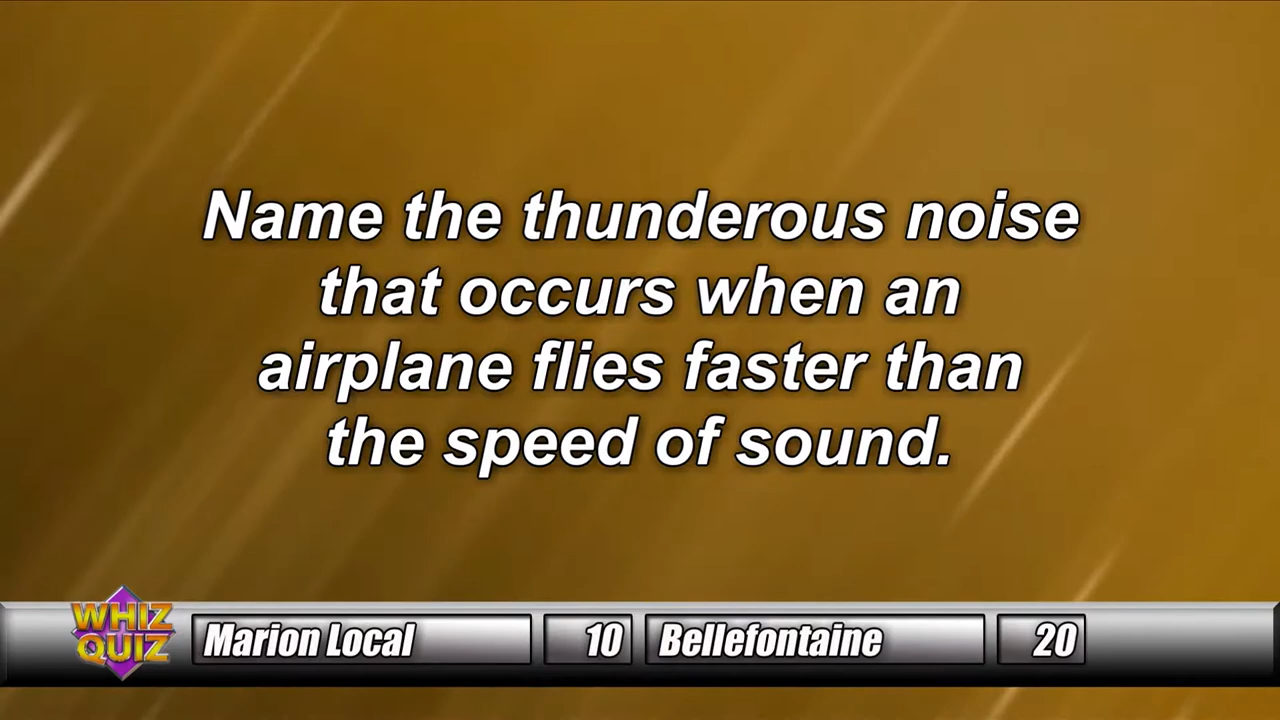 Name the thunderous noise
that occurs when an
airplane flies faster than
the speed of sound.
WHIZ
QUIZ
Marion Local 10 Bellefontaine 20